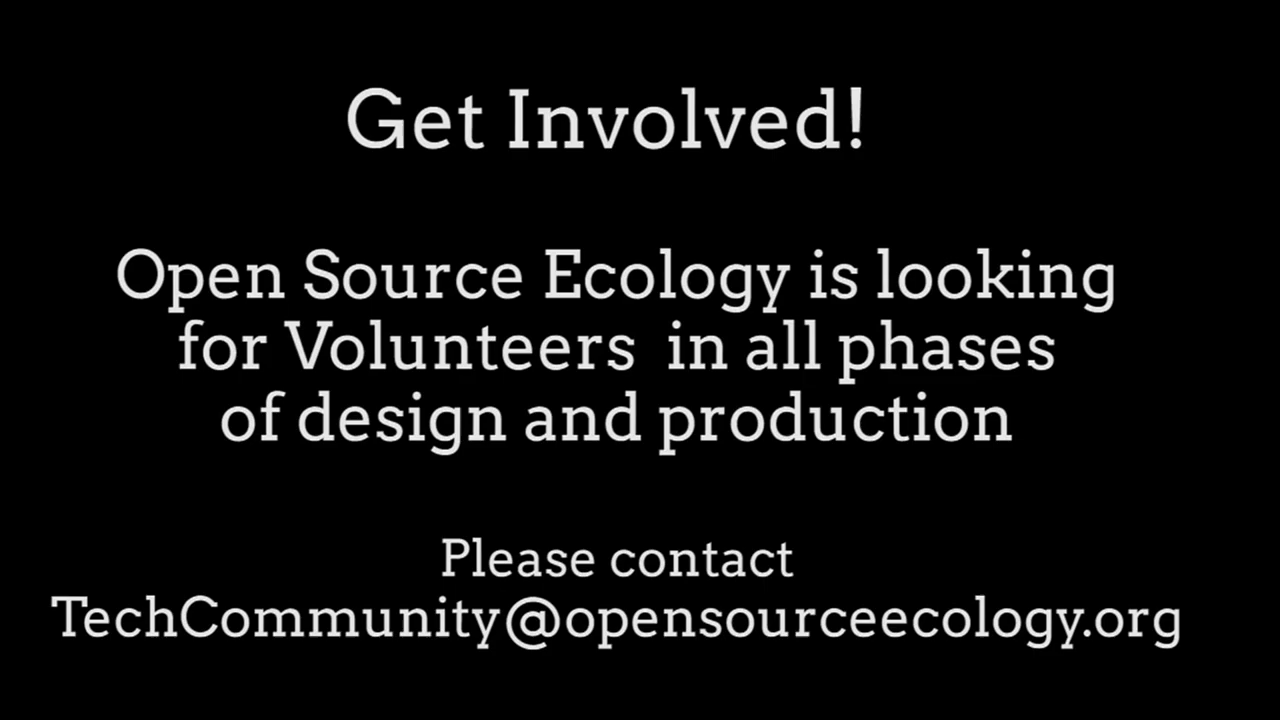 Get Involved!
Open Source Ecology is looking
for Volunteers  in all phases
of design and production
Please contact
TechCommunity@opensourceecology.org